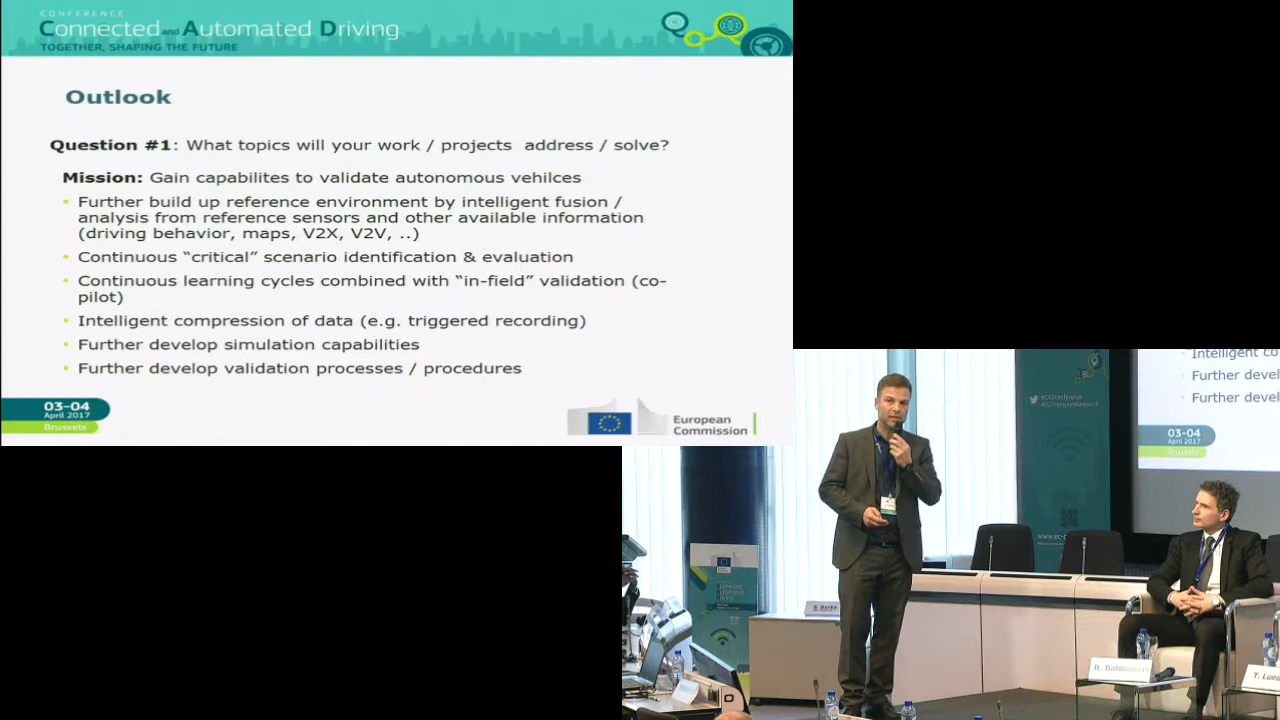 CONFERENCE
Connected and Automated Driving
TOGETHER, SHAPING THE FUTURE
Outlook
Question #1: What topics will your work / projects address / solve?
Mission: Gain capabilites to validate autonomous vehilces
Further build up reference environment by intelligent fusion /
analysis from reference sensors and other available information
(driving behavior, maps, V2X, V2V, ..)
Continuous “critical” scenario identification & evaluation
Continuous learning cycles combined with “in-field” validation (co-
pilot)
Intelligent compression of data (e.g. triggered recording)
Further develop simulation capabilities
Further develop validation processes / procedures
03-04
April 2017
Brussels
European
Commission
Intelligent co
Further devel
Further devel
03-04
April 2017
Brussels